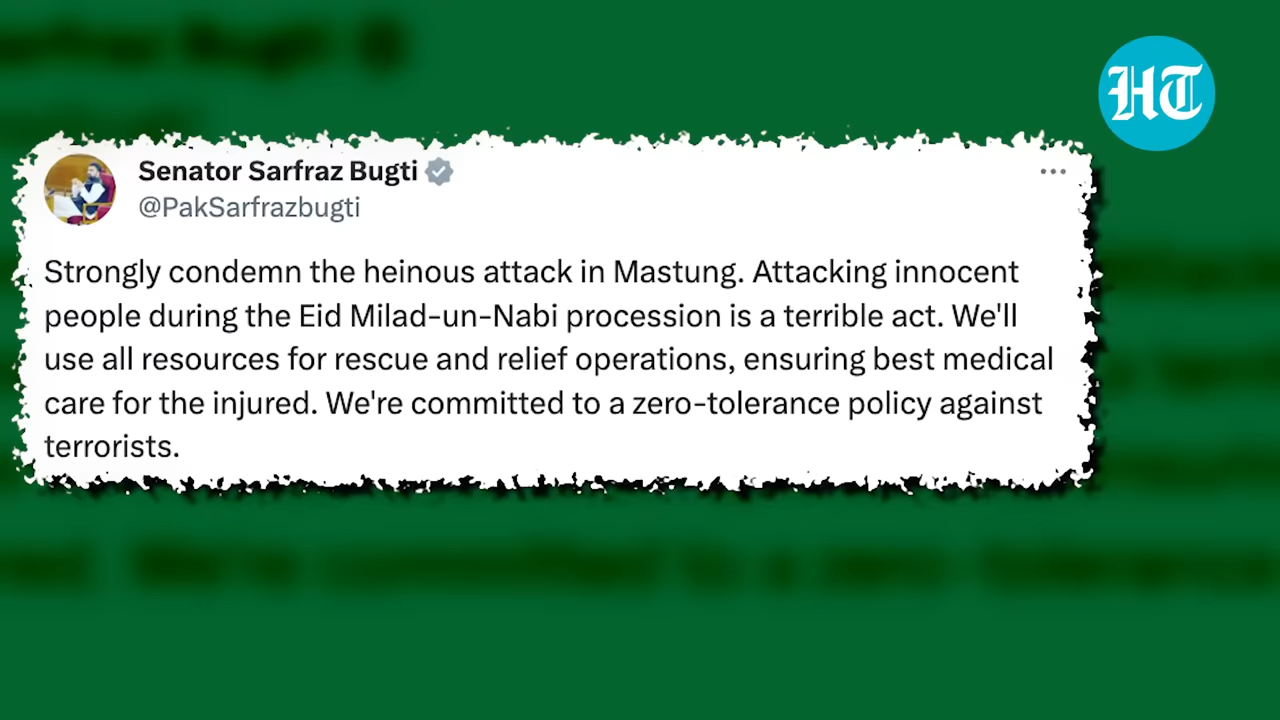 HT
Senator Sarfraz Bugti
@PakSarfrazbugti
Strongly condemn the heinous attack in Mastung. Attacking innocent
people during the Eid Milad-un-Nabi procession is a terrible act. We'll
use all resources for rescue and relief operations, ensuring best medical
care for the injured. We're committed to a zero-tolerance policy against
terrorists.